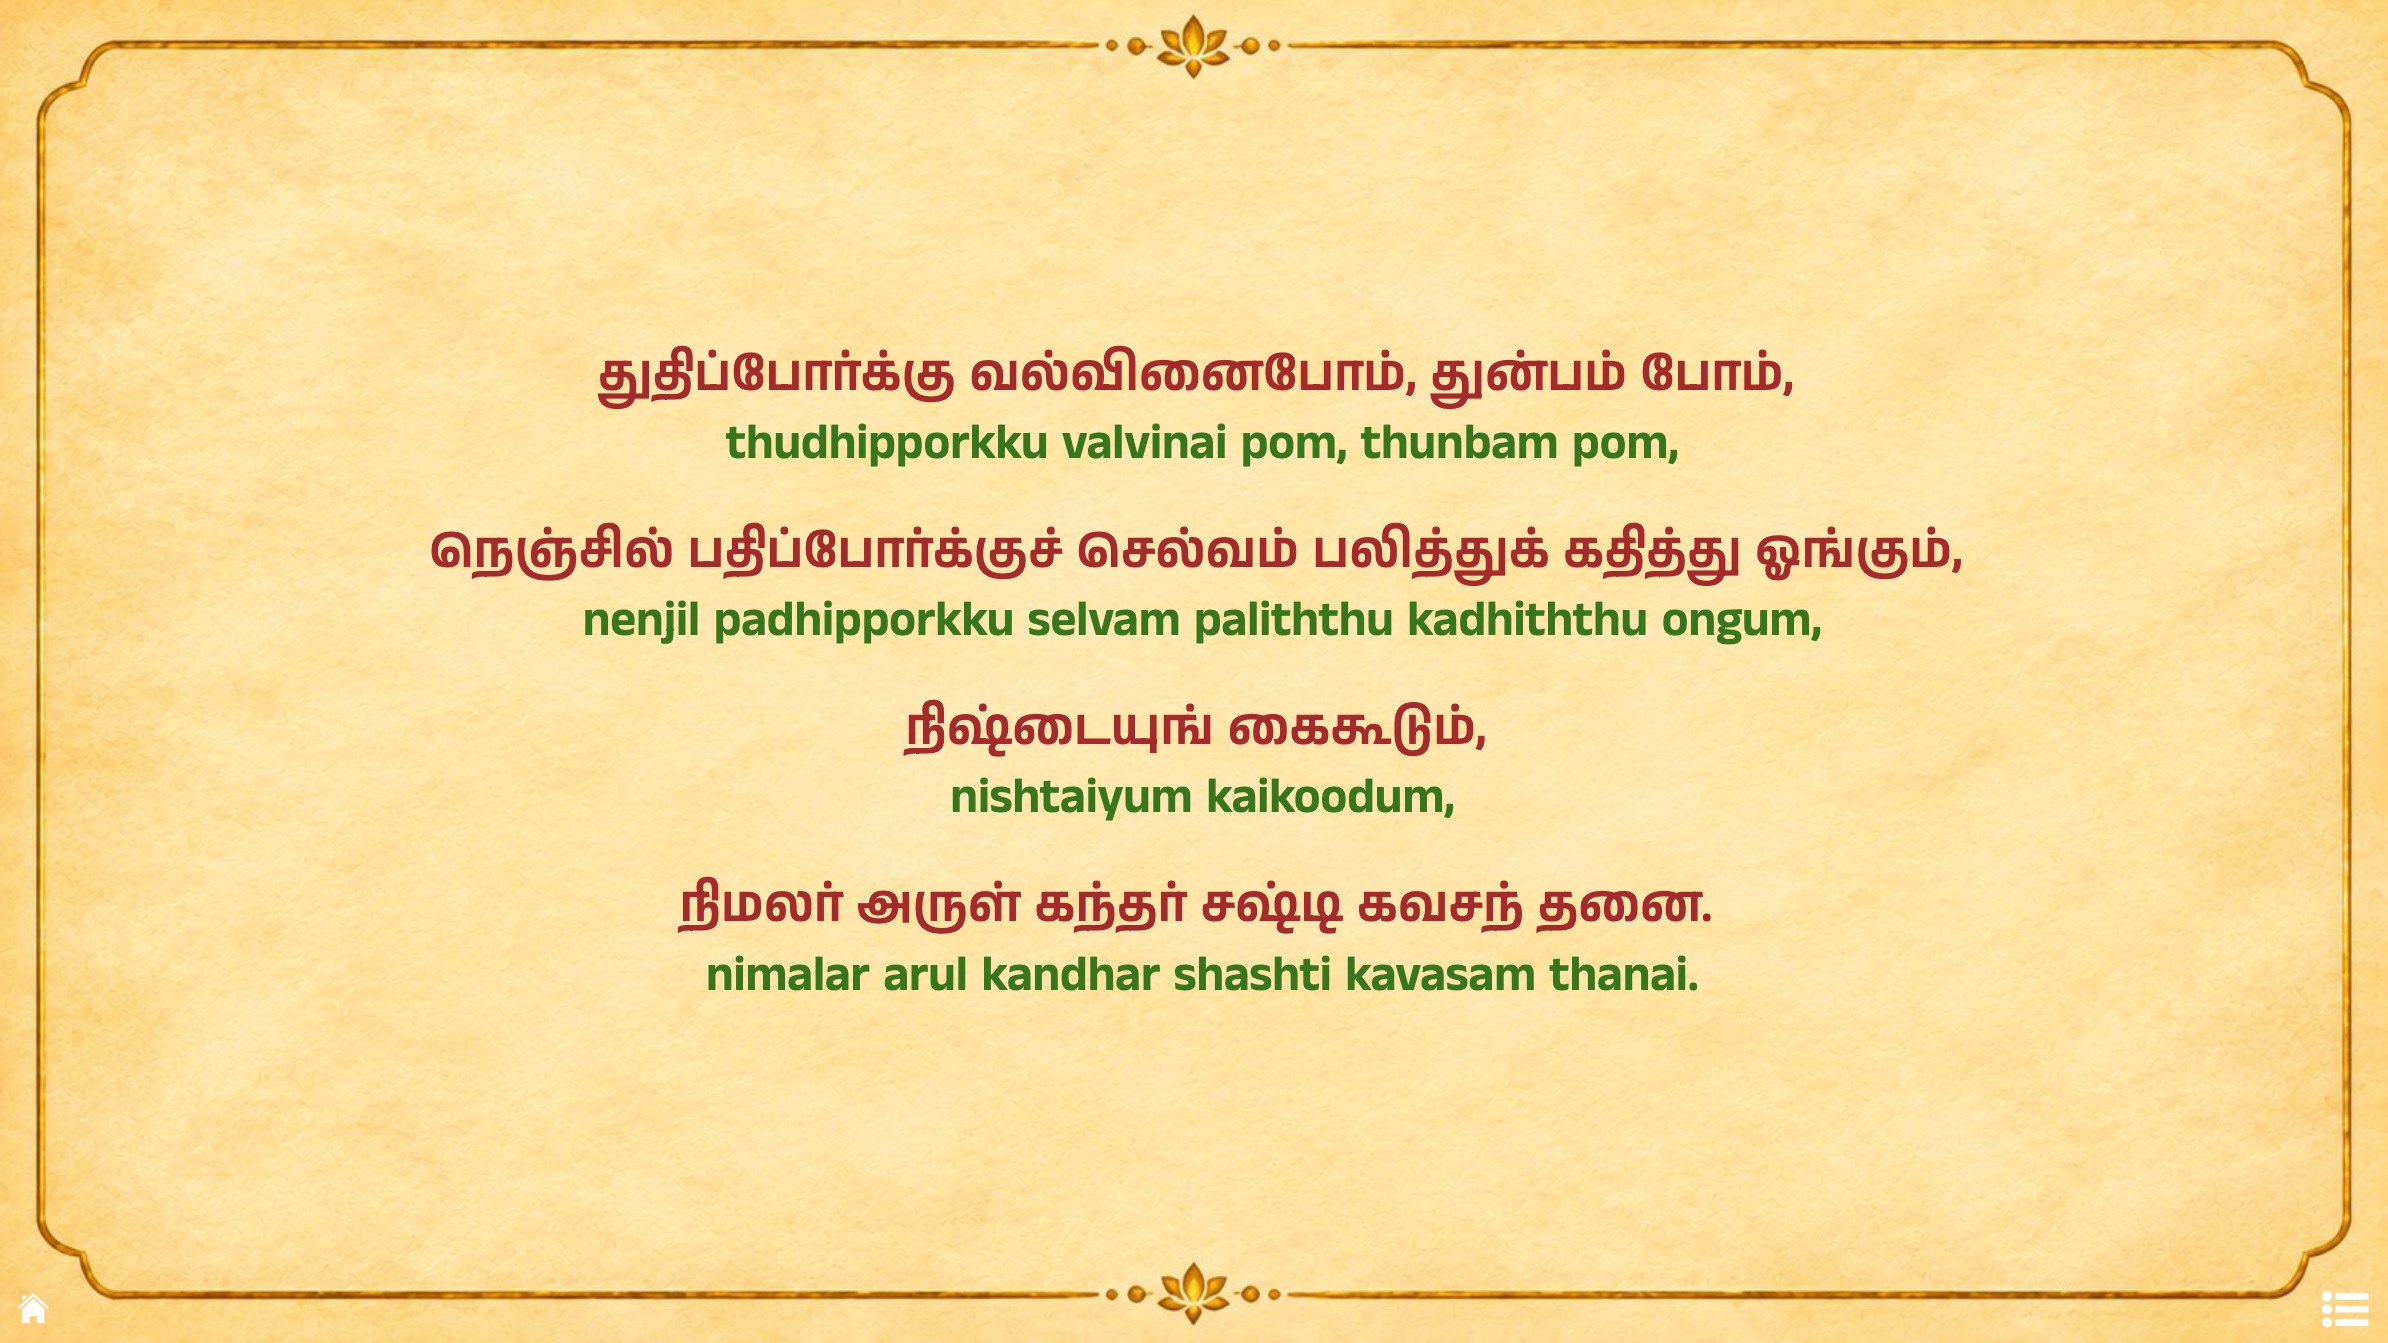 துதிப்போர்க்கு வல்வினைபோம், துன்பம் போம்,
thudhipporkku valvinai pom, thunbam pom,
நெஞ்சில் பதிப்போர்க்குச் செல்வம் பலித்துக் கதித்து ஓங்கும்,
nenjil padhipporkku selvam paliththu kadhiththu ongum,
நிஷ்டையுங் கைகூடும்,
nishtaiyum kaikoodum,
நிமலர் அருள் கந்தர் சஷ்டி கவசந் தனை.
nimalar arul kandhar shashti kavasam thanai.